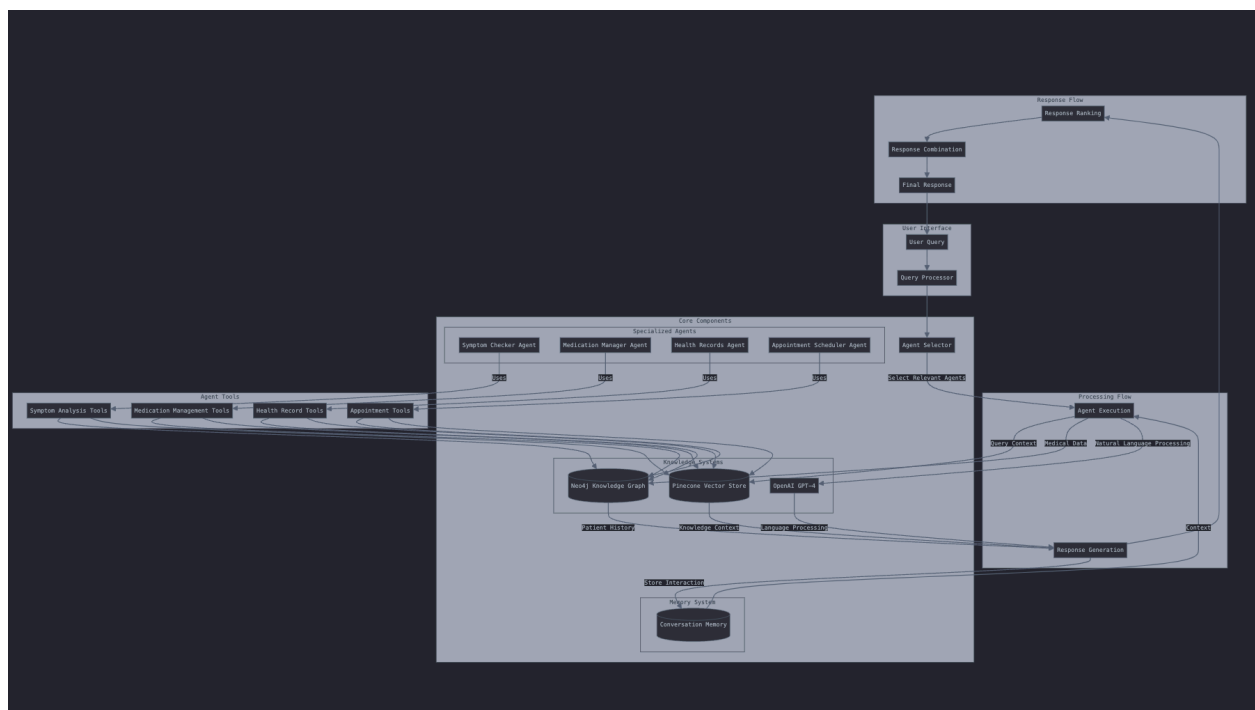 Response Flow
Response Ranking
Response Combination
Final Response
User Interface
User Query
Query Processor
Core Components
Specialized Agents
Symptom Checker Agent
Medication Manager Agent
Health Records Agent
Appointment Scheduler Agent
Agent Selector
Uses
Uses
Uses
Uses
Select Relevant Agents
Agent Tools
Symptom Analysis Tools
Medication Management Tools
Health Record Tools
Appointment Tools
Processing Flow
Agent Execution
Query Context
Medical Data
Natural Language Processing
Knowledge Systems
Neo4j Knowledge Graph
Pinecone Vector Store
OpenAI GPT-4
Patient History
Knowledge Context
Language Processing
Context
Response Generation
Store Interaction
Memory System
Conversation Memory